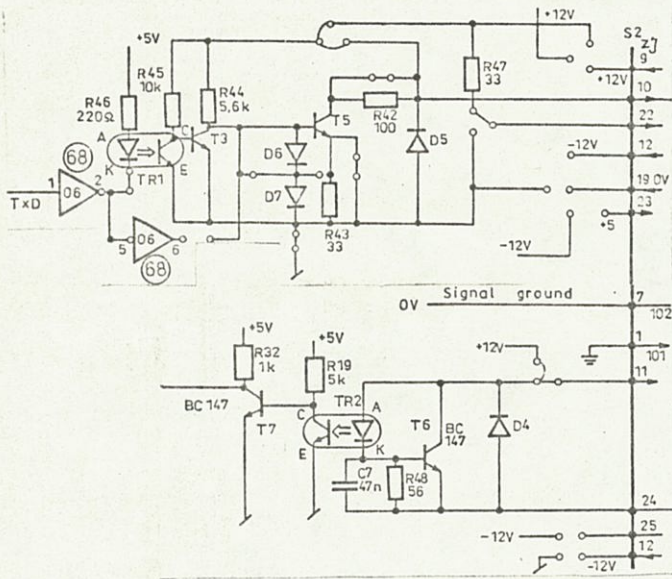 +12V
S2
ZJ
+5V
9
+12V
R46
220Ω
R45
10k
R44
5,6k
R47
33
10
T5
R42
100
22
A
C
T3
D5
-12V
12
68
D6
K
TR1
E
TxD
1
06
2
D7
19 0V
23
+5
R43
33
5
06
6
68
-12V
0V
Signal ground
7
102
+5V
+5V
+12V
1
101
R32
1k
R19
5k
11
TR2
A
BC 147
C
T6
BC
147
D4
T7
E
K
C7
47n
R48
56
24
-12V
25
12
-12V